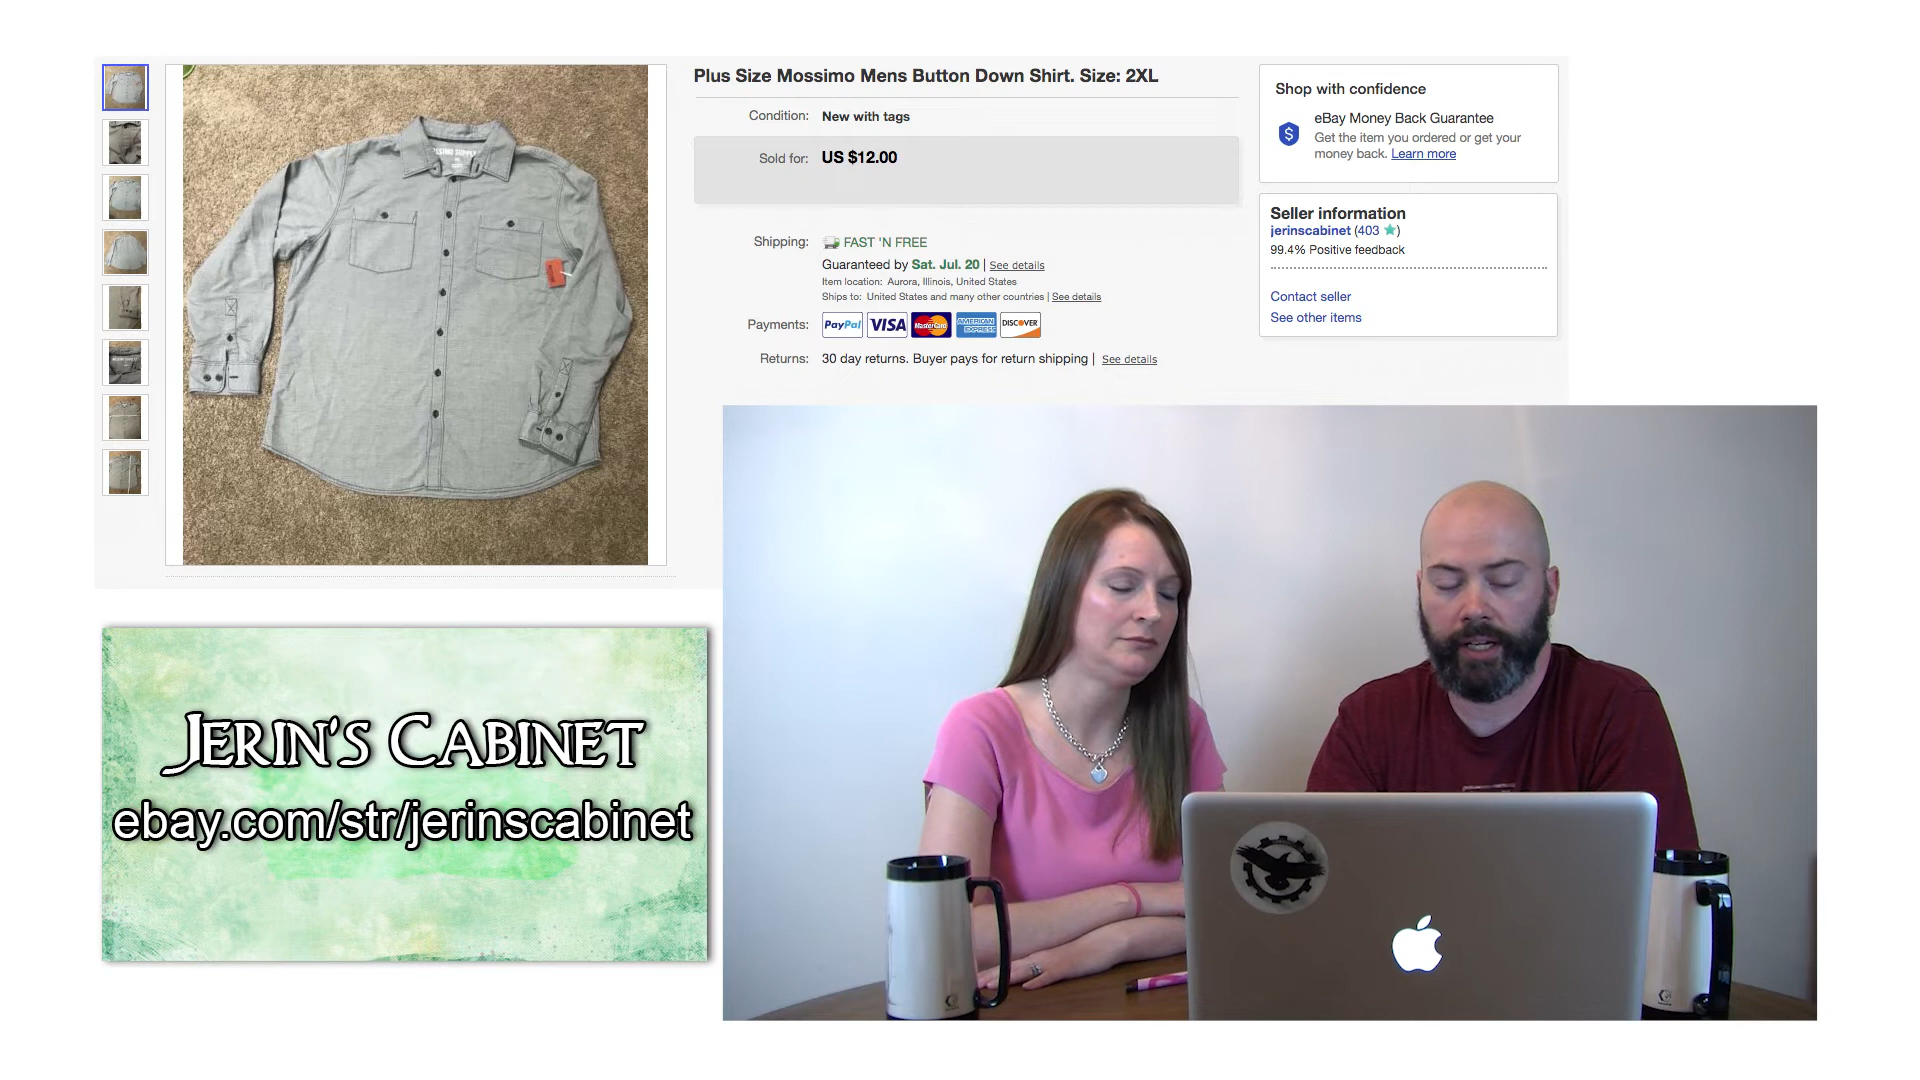 Plus Size Mossimo Mens Button Down Shirt. Size: 2XL
Condition: New with tags
Sold for: US $12.00
Shipping: FAST 'N FREE
Guaranteed by Sat. Jul. 20 | See details
Item location: Aurora, Illinois, United States
Ships to: United States and many other countries | See details
Payments: PayPal VISA MasterCard AMERICAN EXPRESS DISCOVER
Returns: 30 day returns. Buyer pays for return shipping | See details
Shop with confidence
eBay Money Back Guarantee
Get the item you ordered or get your
money back. Learn more
Seller information
jerinscabinet (403)
99.4% Positive feedback
Contact seller
See other items
JERIN'S CABINET
ebay.com/str/jerinscabinet